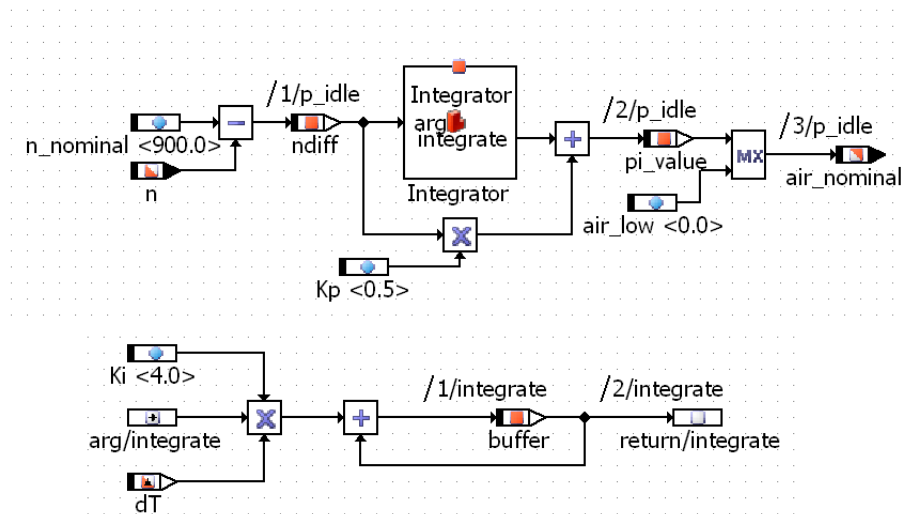 /1/p_idle
Integrator
/2/p_idle
/3/p_idle
n_nominal <900.0>
ndiff
arg
integrate
pi_value
MX
air_nominal
n
Integrator
air_low <0.0>
Kp <0.5>
Ki <4.0>
/1/integrate
/2/integrate
arg/integrate
buffer
return/integrate
dT